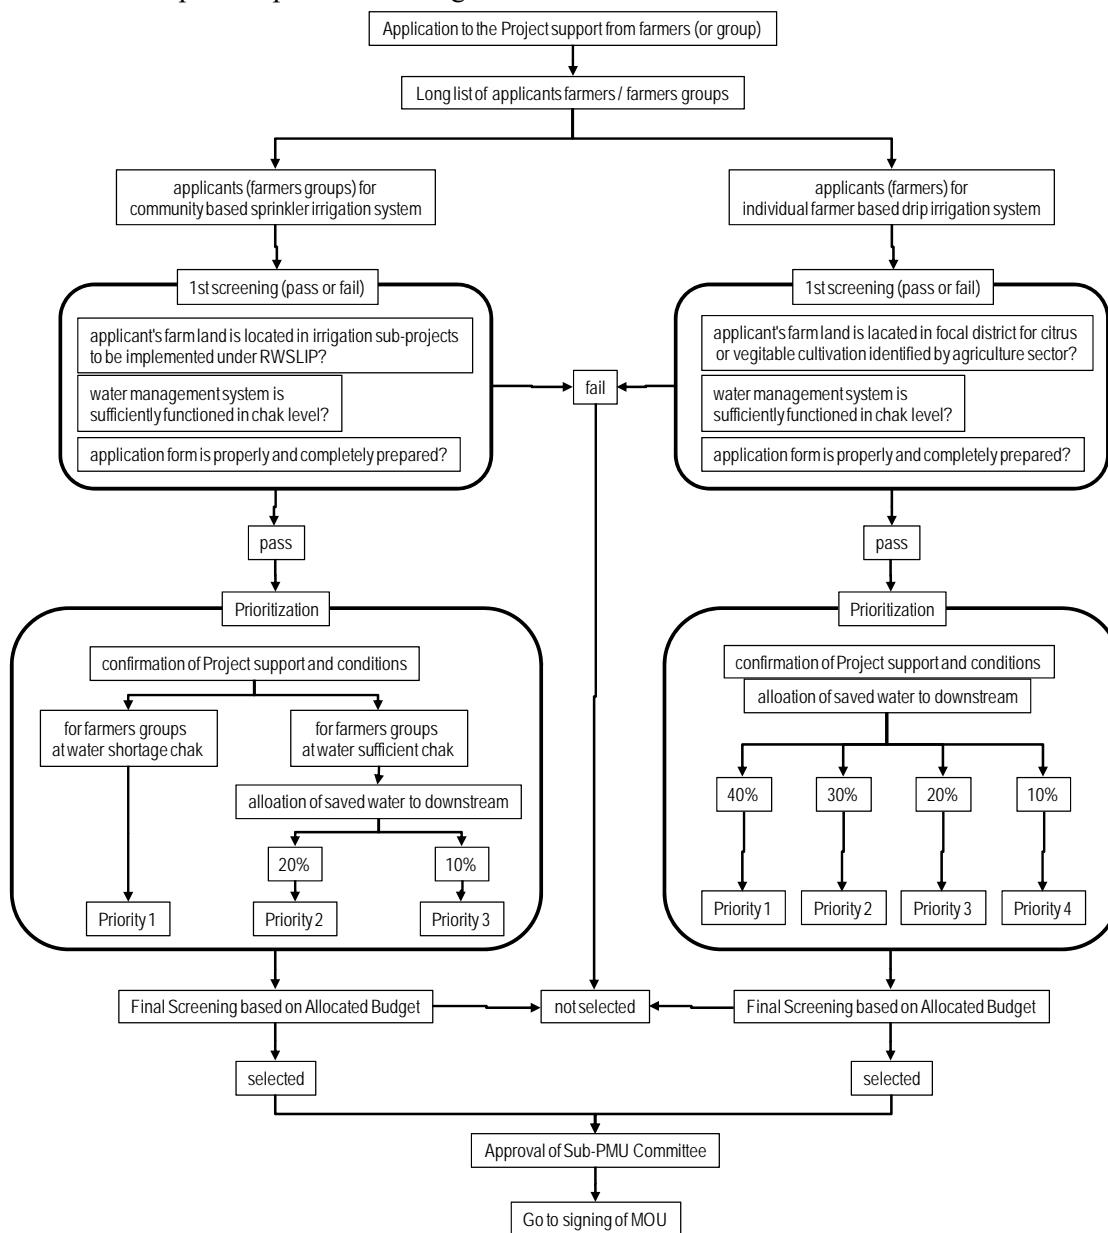 Application to the Project support from farmers (or group)
Long list of applicants farmers / farmers groups
applicants (farmers groups) for
community based sprinkler irrigation system
applicants (farmers) for
individual farmer based drip irrigation system
1st screening (pass or fail)
applicant's farm land is located in irrigation sub-projects
to be implemented under RWSLIP?
water management system is
sufficiently functioned in chak level?
application form is properly and completely prepared?
fail
1st screening (pass or fail)
applicant's farm land is lacated in focal district for citrus
or vegitable cultivation identified by agriculture sector?
water management system is
sufficiently functioned in chak level?
application form is properly and completely prepared?
pass
pass
Prioritization
confirmation of Project support and conditions
for farmers groups
at water shortage chak
for farmers groups
at water sufficient chak
alloation of saved water to downstream
20%
10%
Priority 1
Priority 2
Priority 3
Prioritization
confirmation of Project support and conditions
alloation of saved water to downstream
40%
30%
20%
10%
Priority 1
Priority 2
Priority 3
Priority 4
Final Screening based on Allocated Budget
not selected
Final Screening based on Allocated Budget
selected
selected
Approval of Sub-PMU Committee
Go to signing of MOU